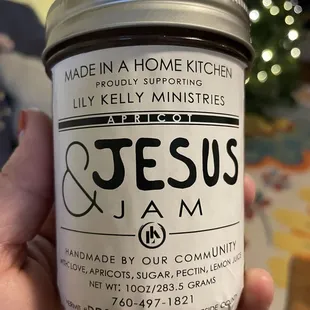 MADE IN A HOME KITCHEN
PROUDLY SUPPORTING
LILY KELLY MINISTRIES
APRICOT
&JESUS
JAM
HANDMADE BY OUR commUNITY
LOVE, APRICOTS, SUGAR, PECTIN, LEMON JUICE
NET WT: 10OZ/283.5 GRAMS
760-497-1821